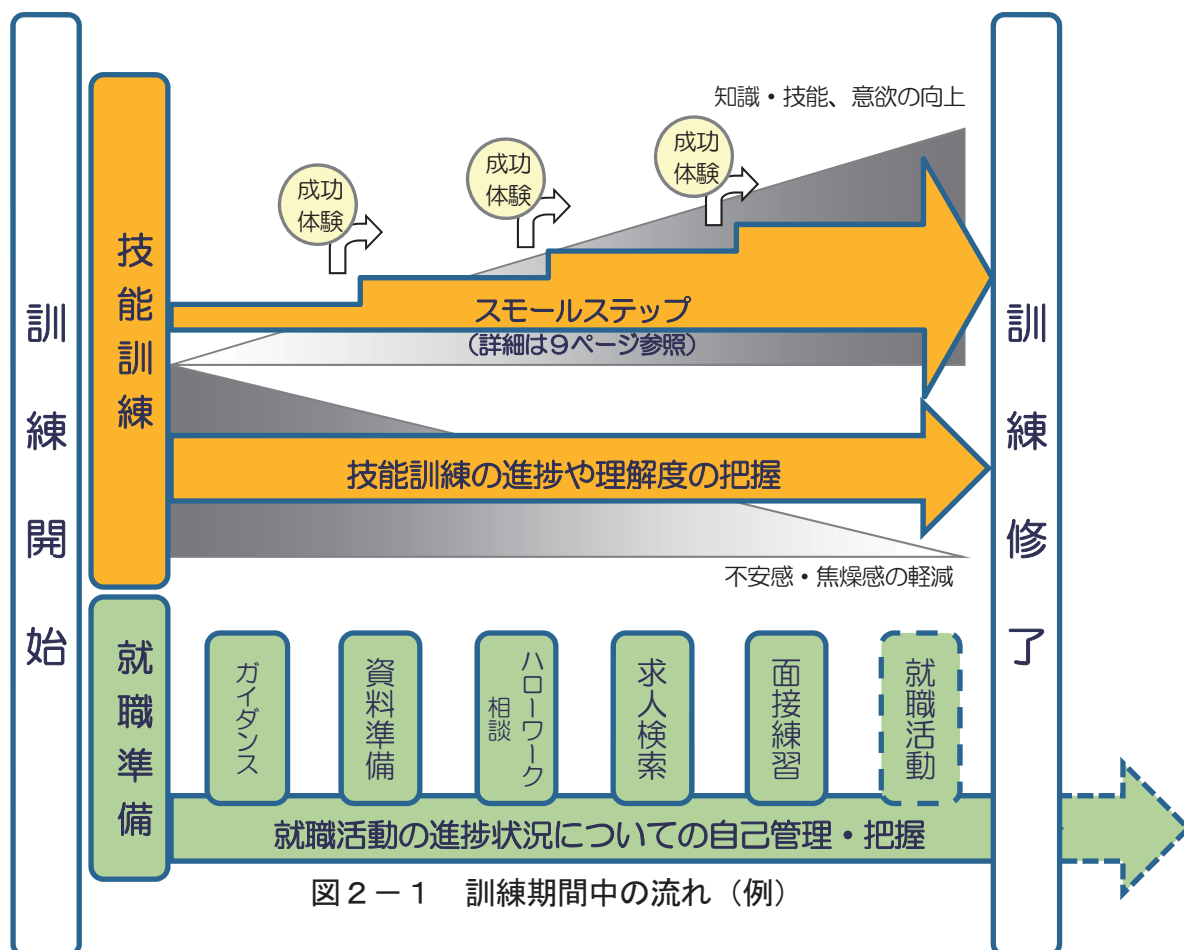 訓練開始
技能訓練
知識・技能、意欲の向上
成功
体験
成功
体験
成功
体験
スモールステップ
(詳細は9ページ参照)
技能訓練の進捗や理解度の把握
不安感・焦燥感の軽減
就職準備
ガイダンス
資料準備
ハローワーク
相談
求人検索
面接練習
就職活動
就職活動の進捗状況についての自己管理・把握
訓練修了
図2－1　訓練期間中の流れ（例）